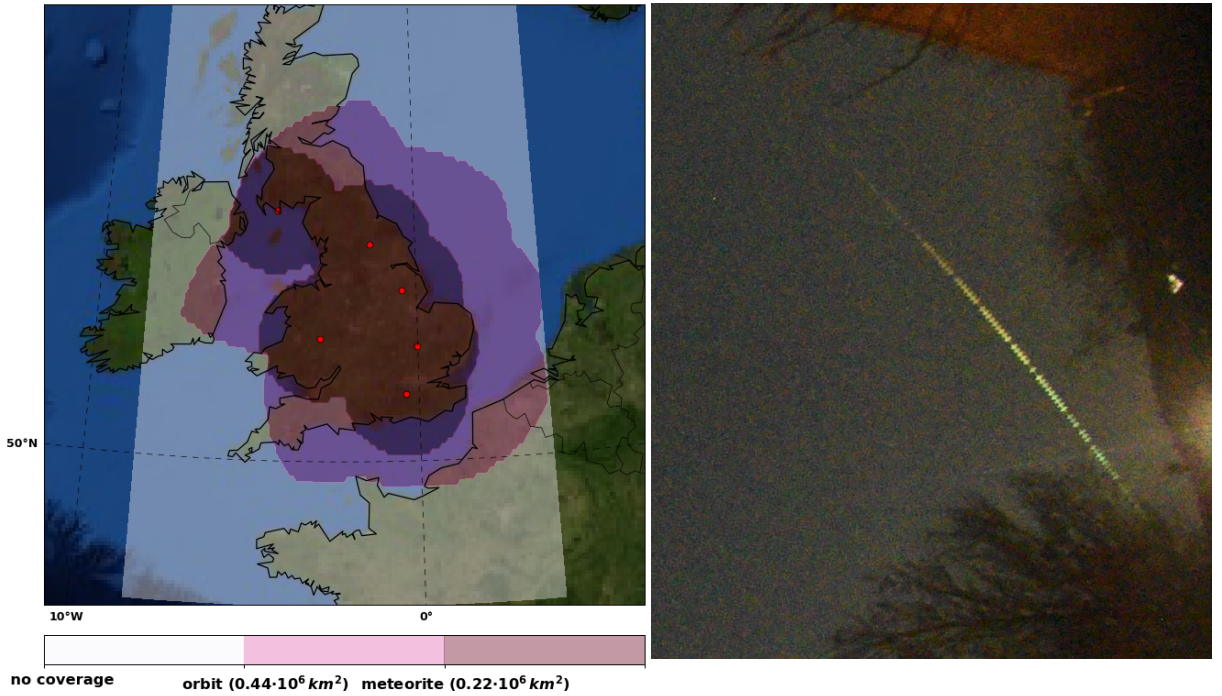 50°N
10°W
0°
no coverage
orbit (0.44·10⁶ km²)
meteorite (0.22·10⁶ km²)